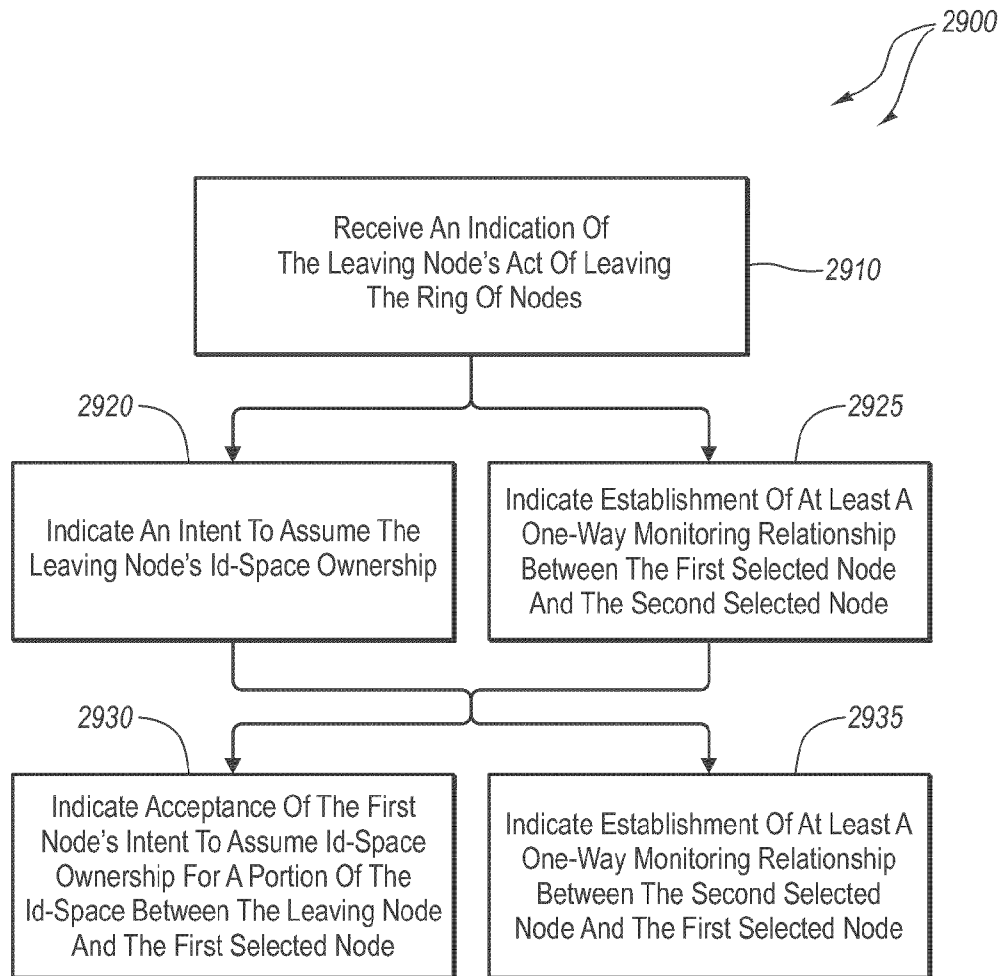 2900
Receive An Indication Of
The Leaving Node's Act Of Leaving
The Ring Of Nodes
2910
2920
2925
Indicate An Intent To Assume The
Leaving Node's Id-Space Ownership
Indicate Establishment Of At Least A
One-Way Monitoring Relationship
Between The First Selected Node
And The Second Selected Node
2930
2935
Indicate Acceptance Of The First
Node's Intent To Assume Id-Space
Ownership For A Portion Of The
Id-Space Between The Leaving Node
And The First Selected Node
Indicate Establishment Of At Least A
One-Way Monitoring Relationship
Between The Second Selected
Node And The First Selected Node